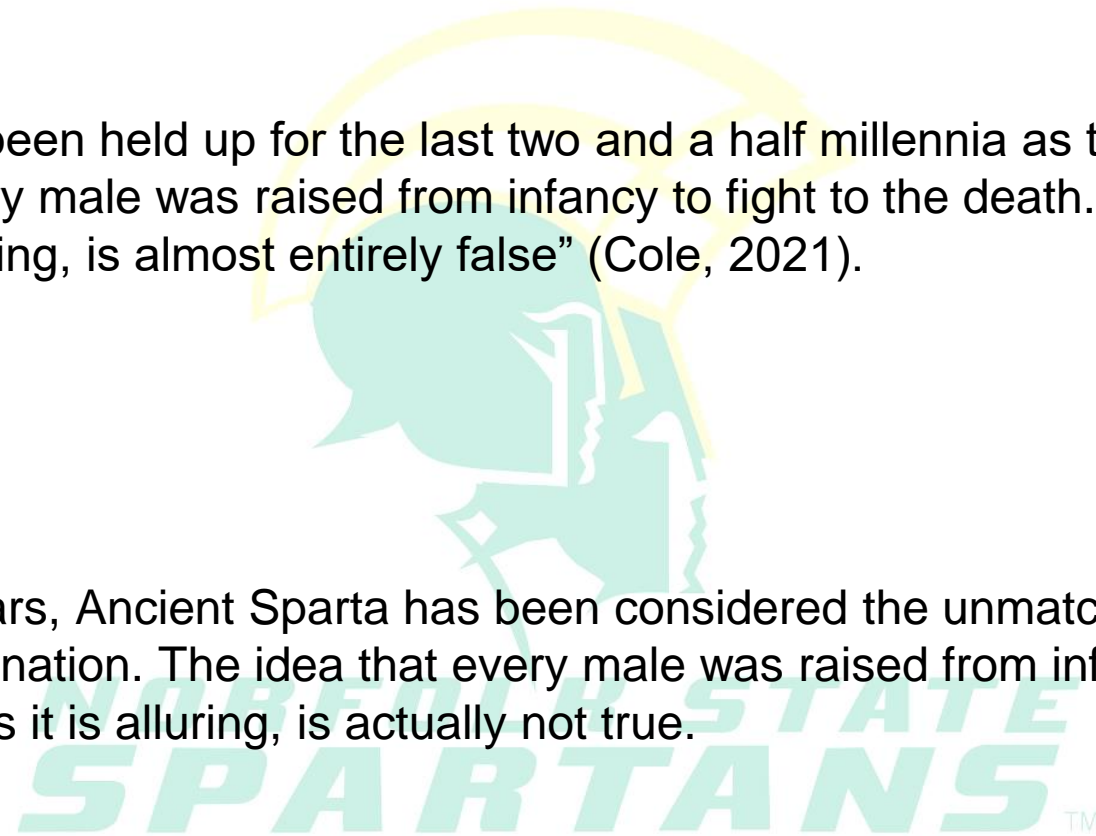 been held up for the last two and a half millennia as t
y male was raised from infancy to fight to the death.
ing, is almost entirely false” (Cole, 2021).
ars, Ancient Sparta has been considered the unmatc
nation. The idea that every male was raised from inf
s it is alluring, is actually not true.
NORFOLK STATE
SPARTANS TM